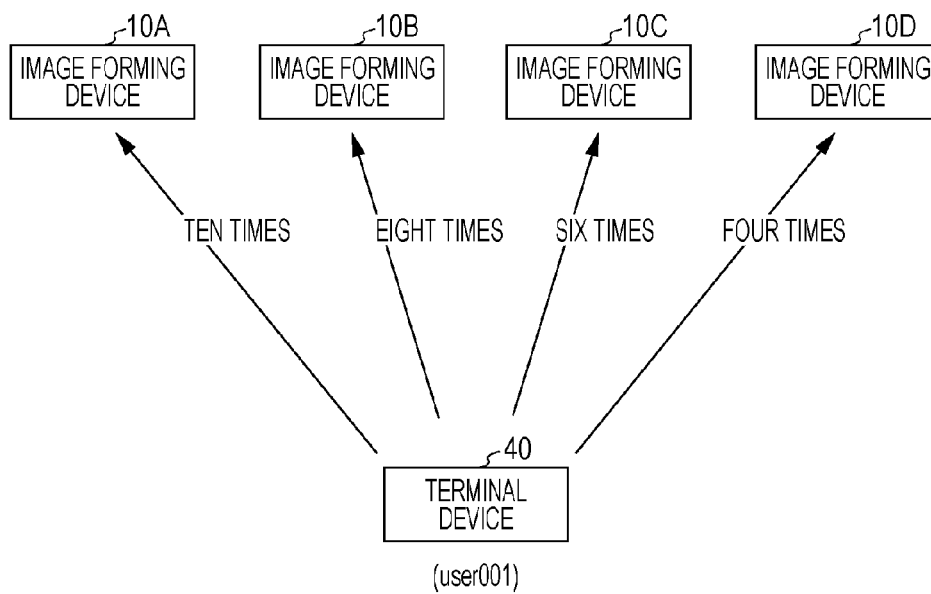 10A
10B
10C
10D
IMAGE FORMING
DEVICE
IMAGE FORMING
DEVICE
IMAGE FORMING
DEVICE
IMAGE FORMING
DEVICE
TEN TIMES
EIGHT TIMES
SIX TIMES
FOUR TIMES
40
TERMINAL
DEVICE
(user001)